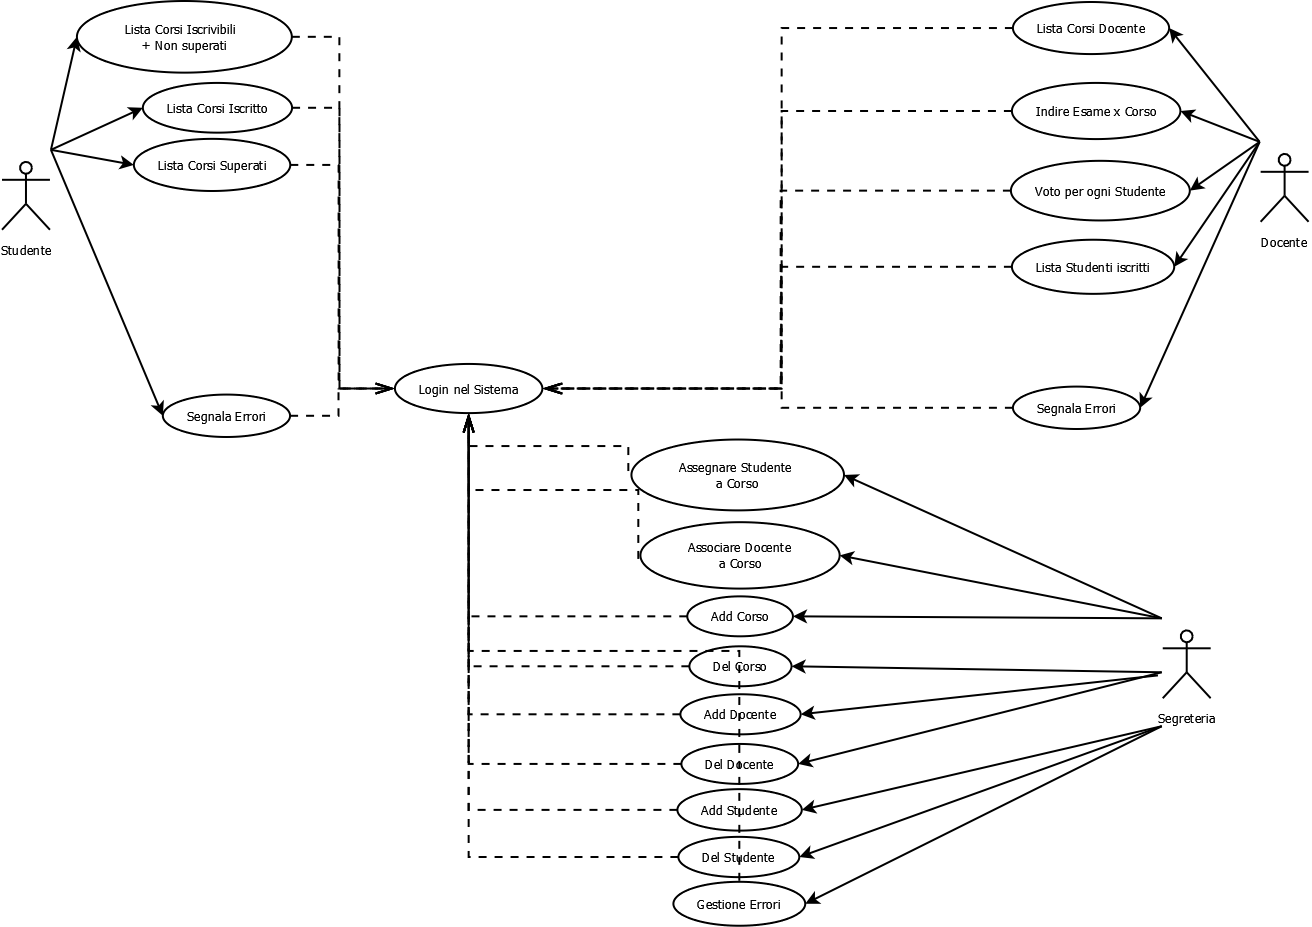 Lista Corsi Iscrivibili
+ Non superati
Lista Corsi Iscritto
Lista Corsi Superati
Studente
Segnala Errori
Lista Corsi Docente
Indire Esame x Corso
Voto per ogni Studente
Lista Studenti iscritti
Docente
Segnala Errori
Login nel Sistema
Assegnare Studente
a Corso
Associare Docente
a Corso
Add Corso
Del Corso
Add Docente
Del Docente
Add Studente
Del Studente
Gestione Errori
Segreteria